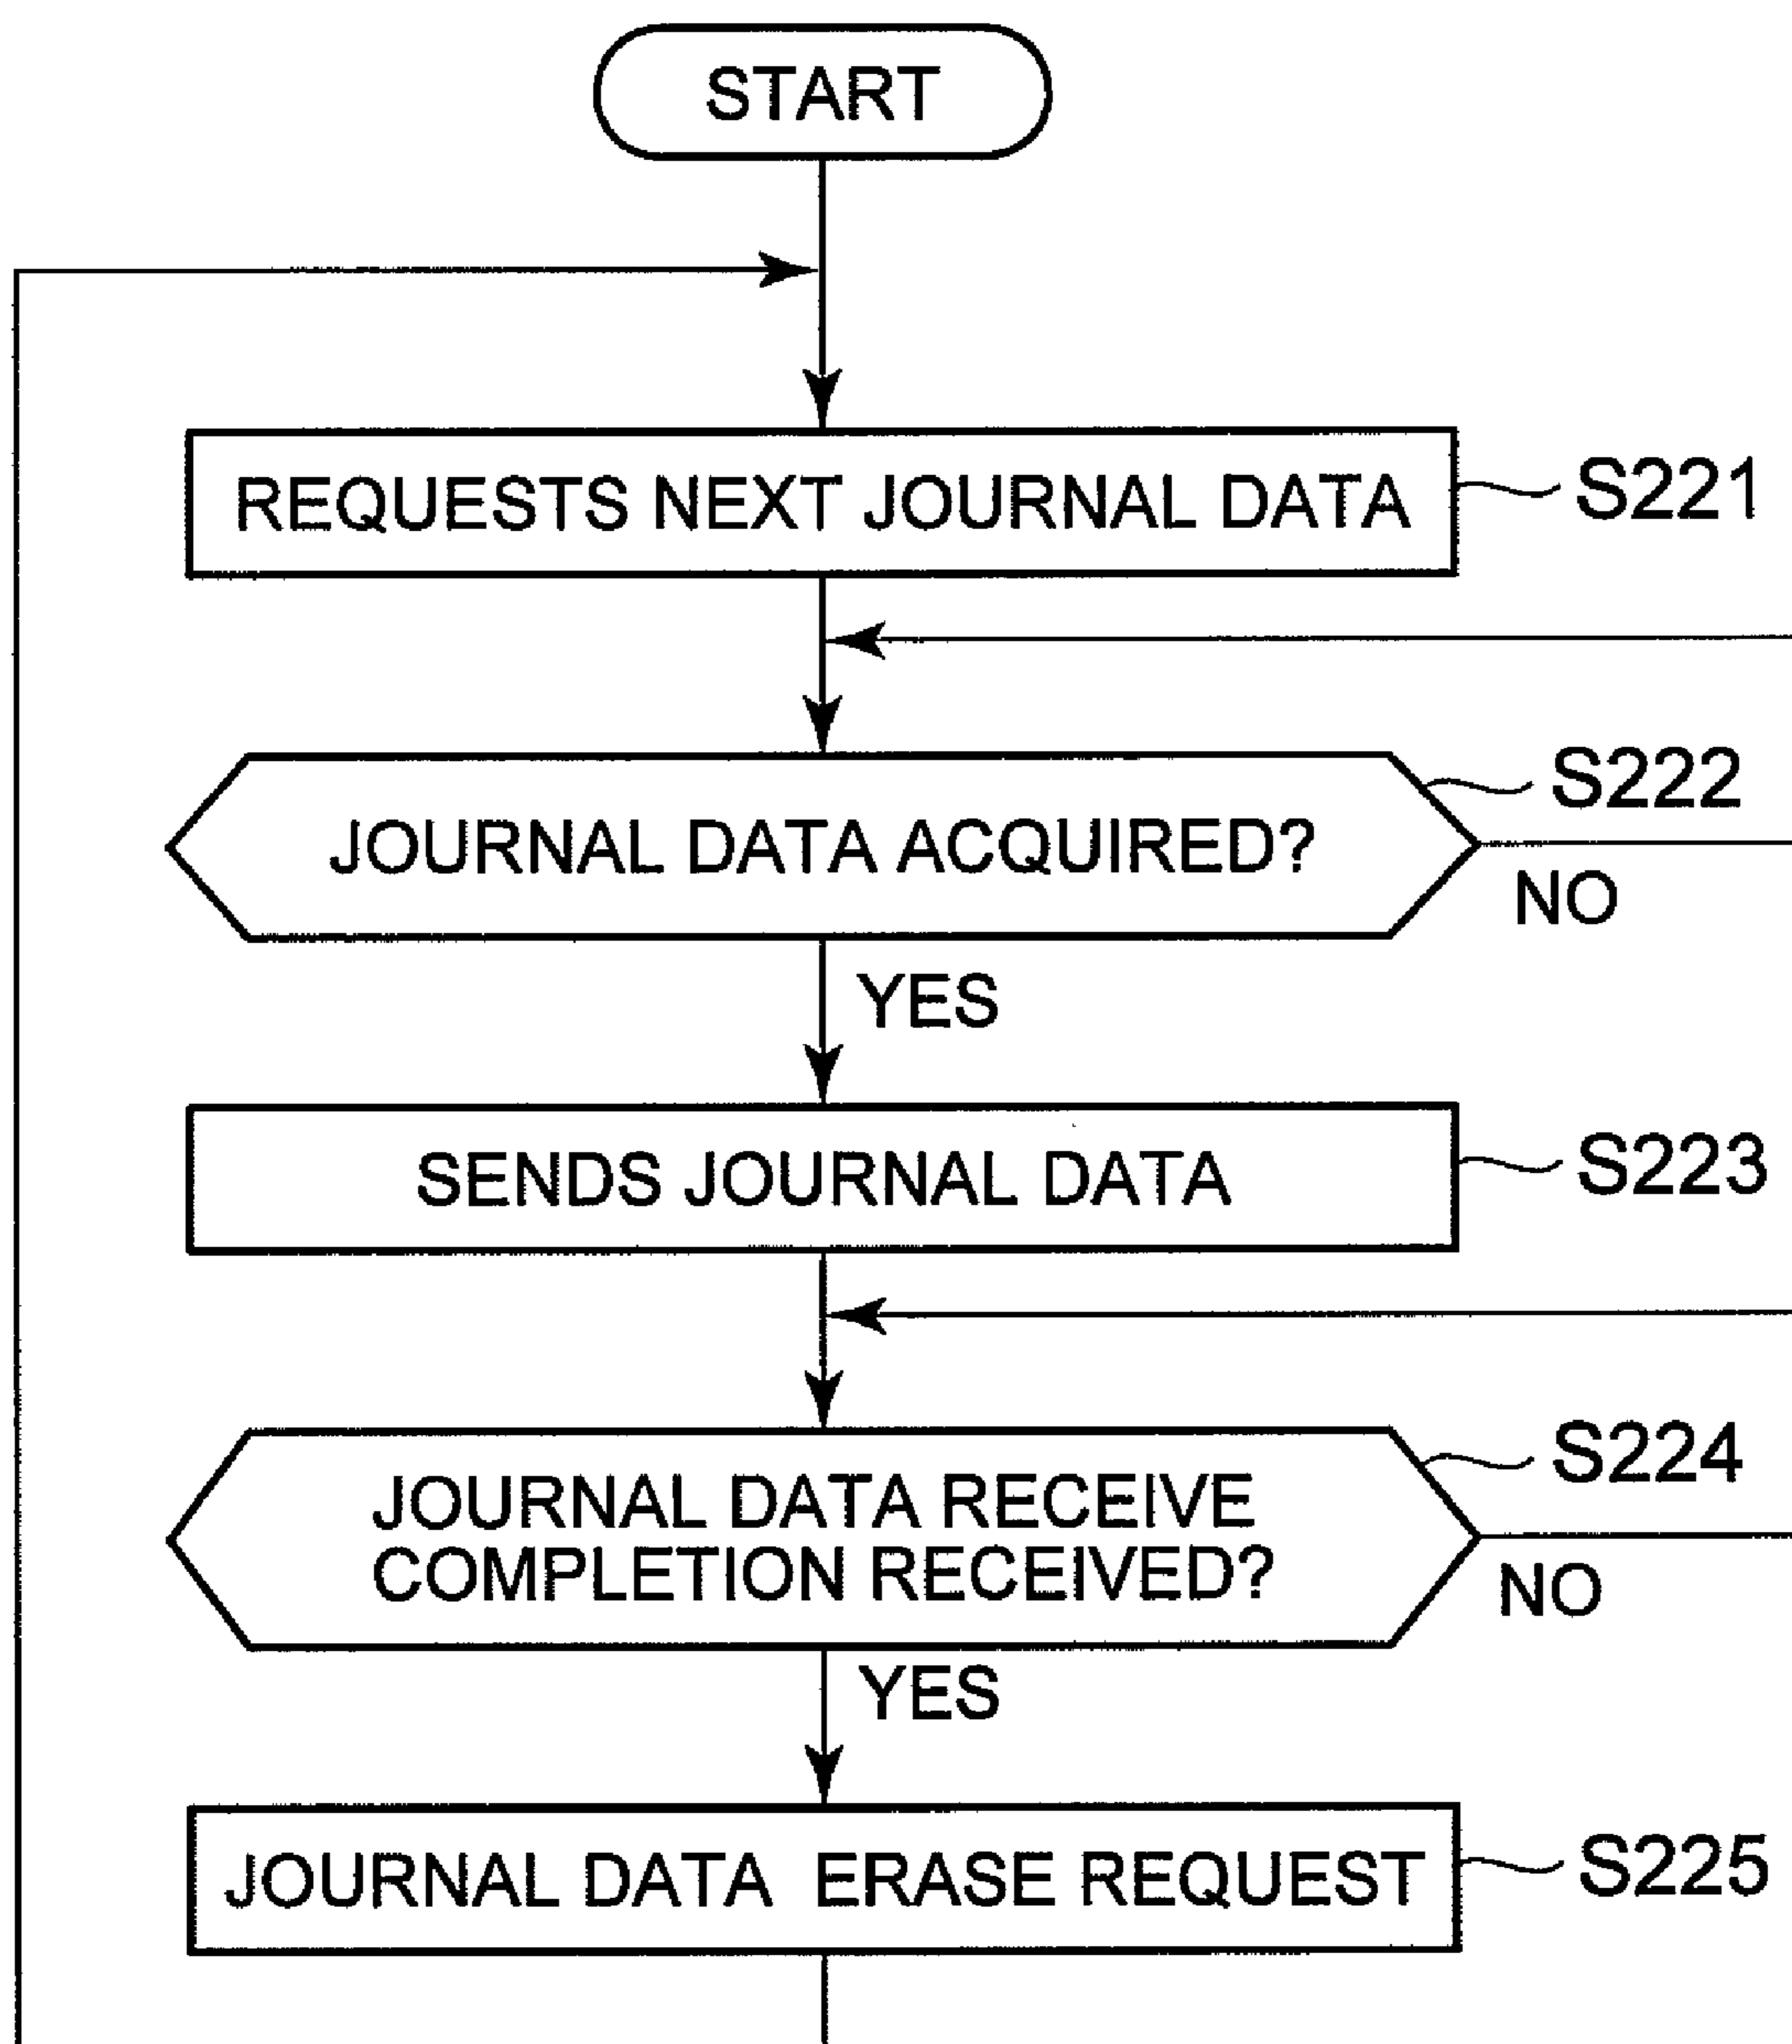 START
REQUESTS NEXT JOURNAL DATA
S221
S222
JOURNAL DATA ACQUIRED?
NO
YES
SENDS JOURNAL DATA
S223
S224
JOURNAL DATA RECEIVE
COMPLETION RECEIVED?
NO
YES
JOURNAL DATA ERASE REQUEST
S225